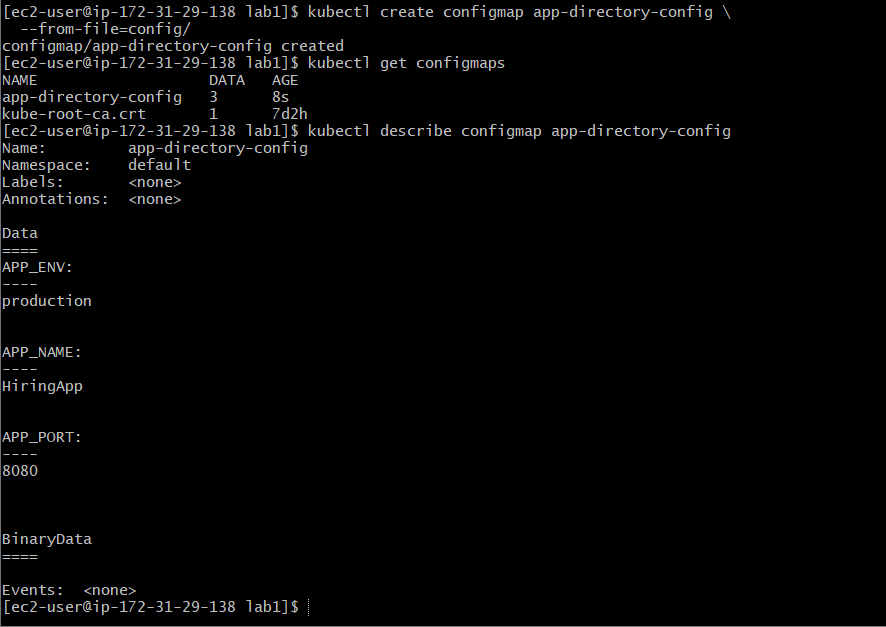 [ec2-user@ip-172-31-29-138 lab1]$ kubectl create configmap app-directory-config \
  --from-file=config/
configmap/app-directory-config created
[ec2-user@ip-172-31-29-138 lab1]$ kubectl get configmaps
NAME                   DATA   AGE
app-directory-config   3      8s
kube-root-ca.crt       1      7d2h
[ec2-user@ip-172-31-29-138 lab1]$ kubectl describe configmap app-directory-config
Name:         app-directory-config
Namespace:    default
Labels:       <none>
Annotations:  <none>

Data
====
APP_ENV:
----
production


APP_NAME:
----
HiringApp


APP_PORT:
----
8080



BinaryData
====

Events:  <none>
[ec2-user@ip-172-31-29-138 lab1]$